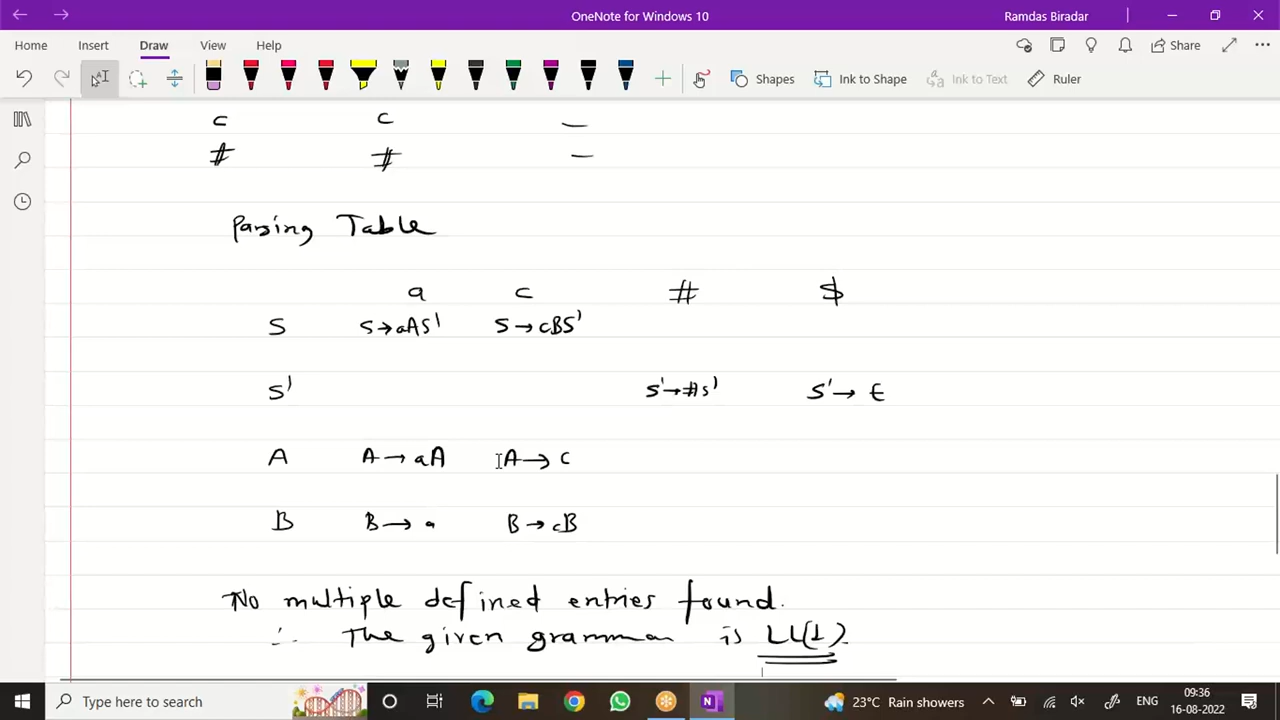 OneNote for Windows 10
Ramdas Biradar
Home Insert Draw View Help
Share
Shapes Ink to Shape Ink to Text Ruler
c c —
# # —
Parsing Table
a c # $
S S→aAS' S→cBS'
S' S'→#S' S'→ ϵ
A A→aA A→c
B B→a B→cB
No multiple defined entries found.
∴ The given grammar is LL(1).
Type here to search
23°C Rain showers
ENG
09:36
16-08-2022